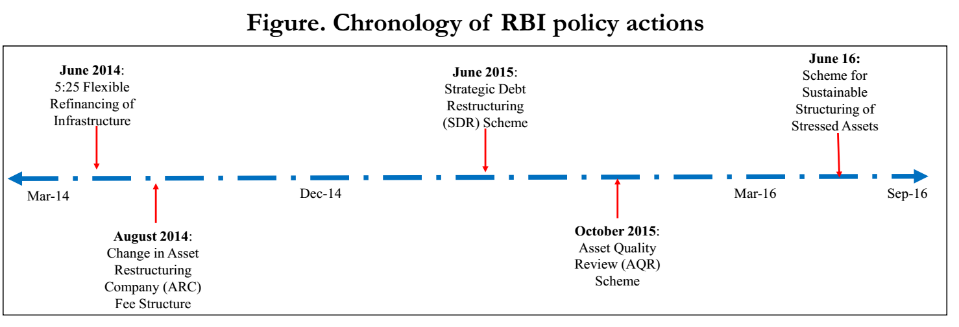 Figure. Chronology of RBI policy actions
June 2014:
5:25 Flexible
Refinancing of
Infrastructure
June 2015:
Strategic Debt
Restructuring
(SDR) Scheme
June 16:
Scheme for
Sustainable
Structuring of
Stressed Assets
Mar-14
Dec-14
Mar-16
Sep-16
August 2014:
Change in Asset
Restructuring
Company (ARC)
Fee Structure
October 2015:
Asset Quality
Review (AQR)
Scheme